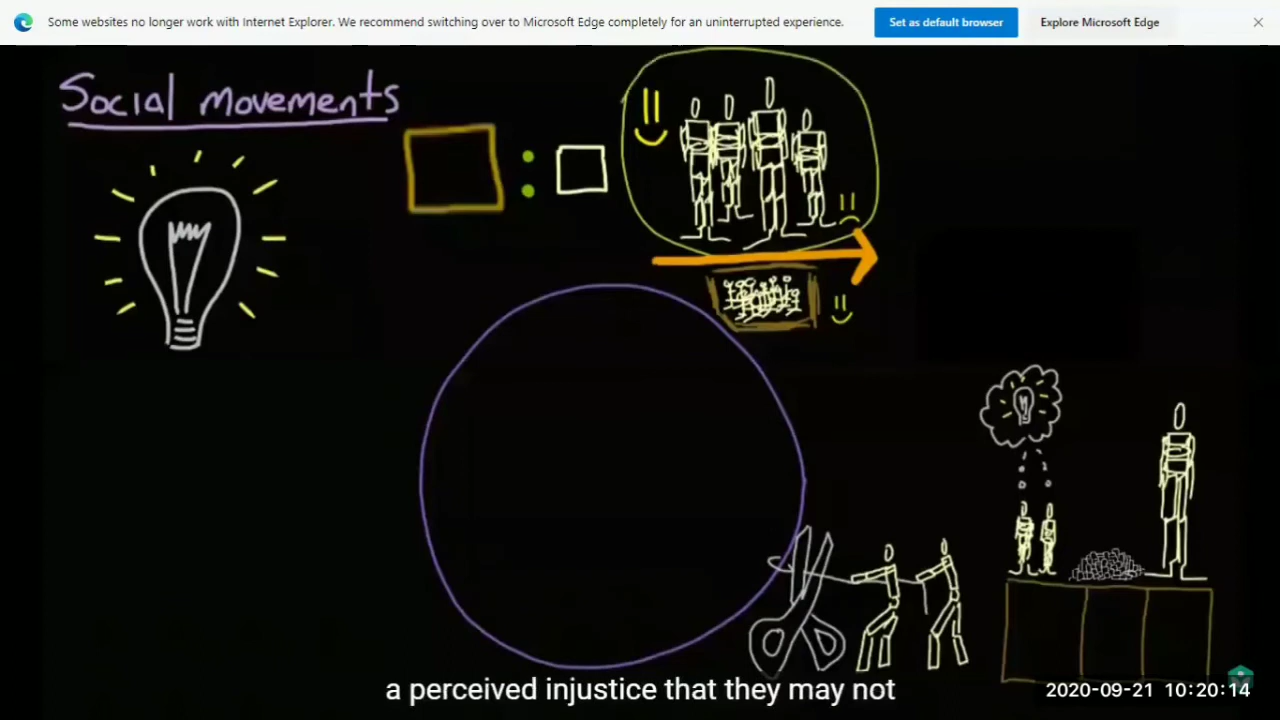 Some websites no longer work with Internet Explorer. We recommend switching over to Microsoft Edge completely for an uninterrupted experience. Set as default browser Explore Microsoft Edge
Social movements
a perceived injustice that they may not
2020-09-21 10:20:14